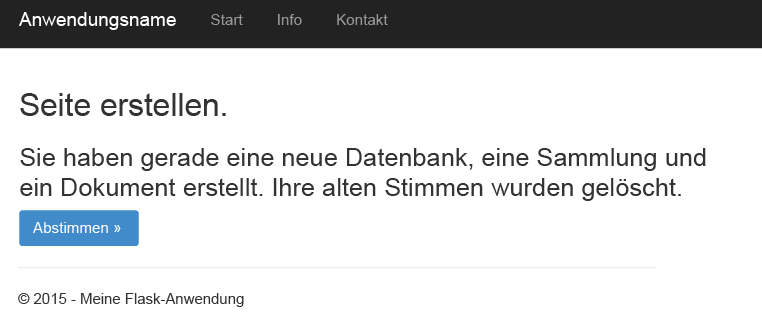 Anwendungsname Start Info Kontakt
Seite erstellen.
Sie haben gerade eine neue Datenbank, eine Sammlung und
ein Dokument erstellt. Ihre alten Stimmen wurden gelöscht.
Abstimmen »
© 2015 - Meine Flask-Anwendung